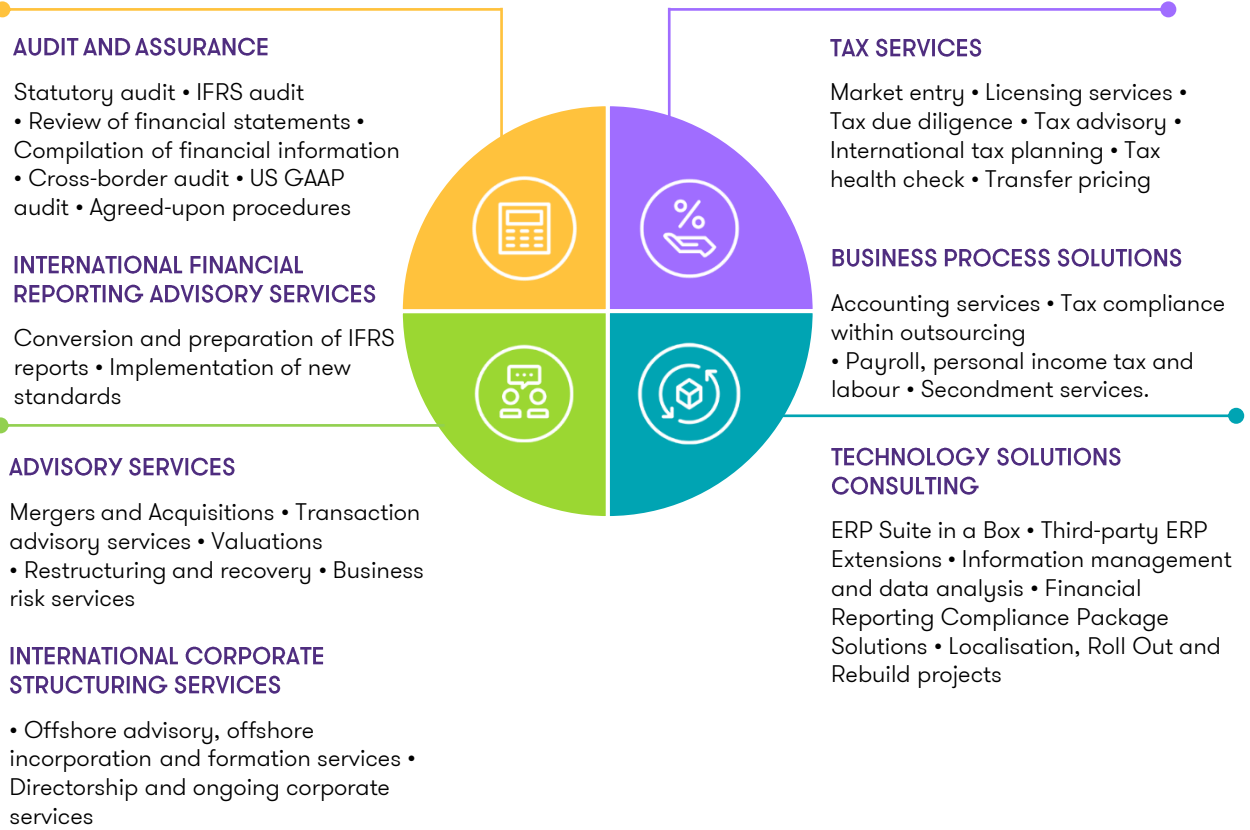 AUDIT AND ASSURANCE
Statutory audit • IFRS audit
• Review of financial statements •
Compilation of financial information
• Cross-border audit • US GAAP
audit • Agreed-upon procedures
INTERNATIONAL FINANCIAL
REPORTING ADVISORY SERVICES
Conversion and preparation of IFRS
reports • Implementation of new
standards
ADVISORY SERVICES
Mergers and Acquisitions • Transaction
advisory services • Valuations
• Restructuring and recovery • Business
risk services
INTERNATIONAL CORPORATE
STRUCTURING SERVICES
• Offshore advisory, offshore
incorporation and formation services •
Directorship and ongoing corporate
services
%
TAX SERVICES
Market entry • Licensing services •
Tax due diligence • Tax advisory •
International tax planning • Tax
health check • Transfer pricing
BUSINESS PROCESS SOLUTIONS
Accounting services • Tax compliance
within outsourcing
• Payroll, personal income tax and
labour • Secondment services.
TECHNOLOGY SOLUTIONS
CONSULTING
ERP Suite in a Box • Third-party ERP
Extensions • Information management
and data analysis • Financial
Reporting Compliance Package
Solutions • Localisation, Roll Out and
Rebuild projects